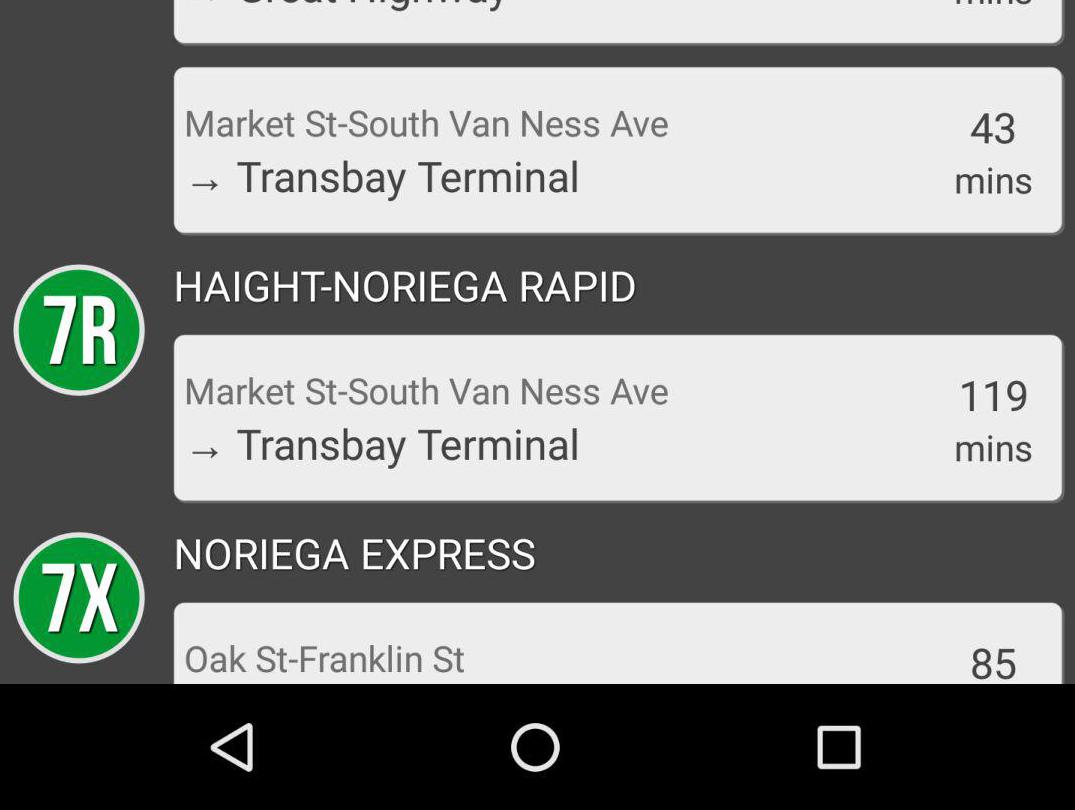 → Great Highway
mins
Market St-South Van Ness Ave
43
→ Transbay Terminal
mins
7R
HAIGHT-NORIEGA RAPID
Market St-South Van Ness Ave
119
→ Transbay Terminal
mins
7X
NORIEGA EXPRESS
Oak St-Franklin St
85